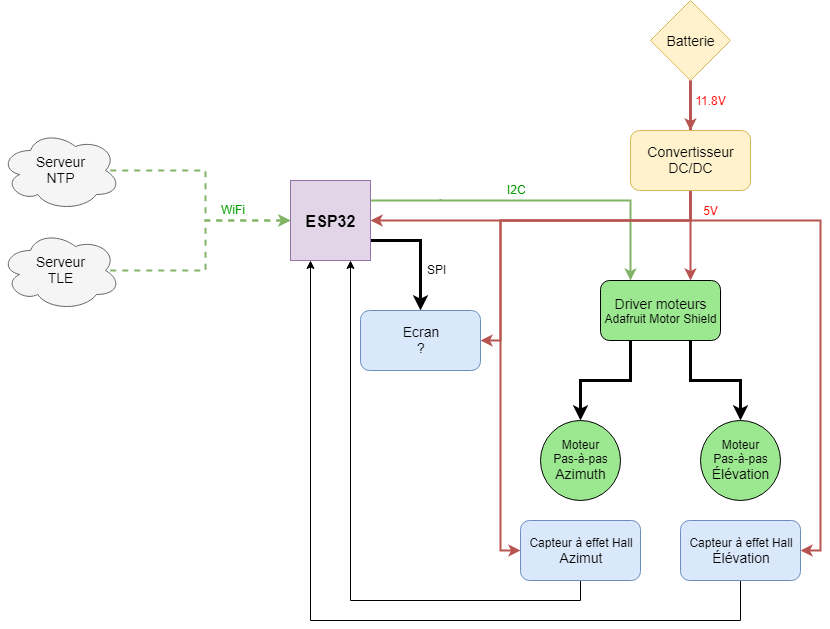 Batterie
11.8V
Convertisseur
DC/DC
Serveur
NTP
I2C
WiFi
5V
ESP32
Serveur
TLE
SPI
Driver moteurs
Adafruit Motor Shield
Ecran
?
Moteur
Pas-à-pas
Azimuth
Moteur
Pas-à-pas
Élévation
Capteur à effet Hall
Azimut
Capteur à effet Hall
Élévation